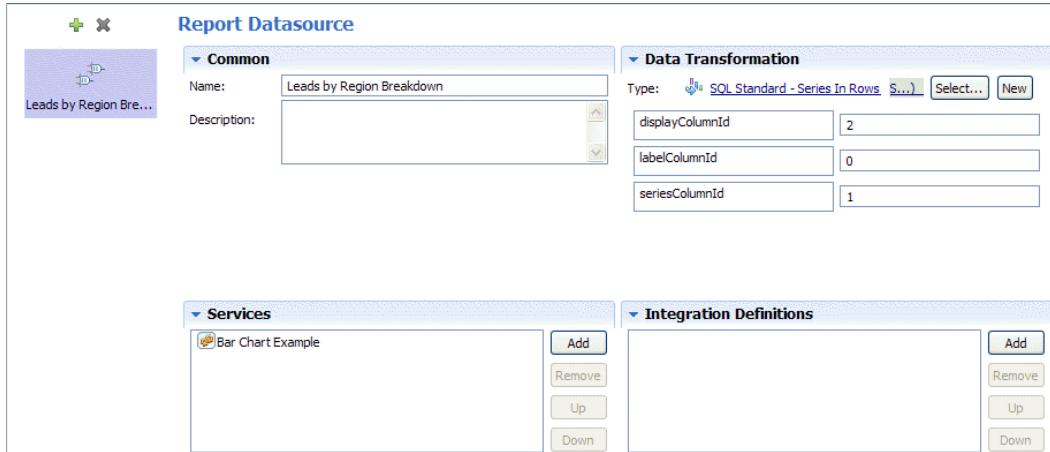 Report Datasource
Leads by Region Bre...
Common
Name:
Leads by Region Breakdown
Description:
Data Transformation
Type:
SQL Standard - Series In Rows
S...)
Select...
New
displayColumnId
2
labelColumnId
0
seriesColumnId
1
Services
Bar Chart Example
Add
Remove
Up
Down
Integration Definitions
Add
Remove
Up
Down